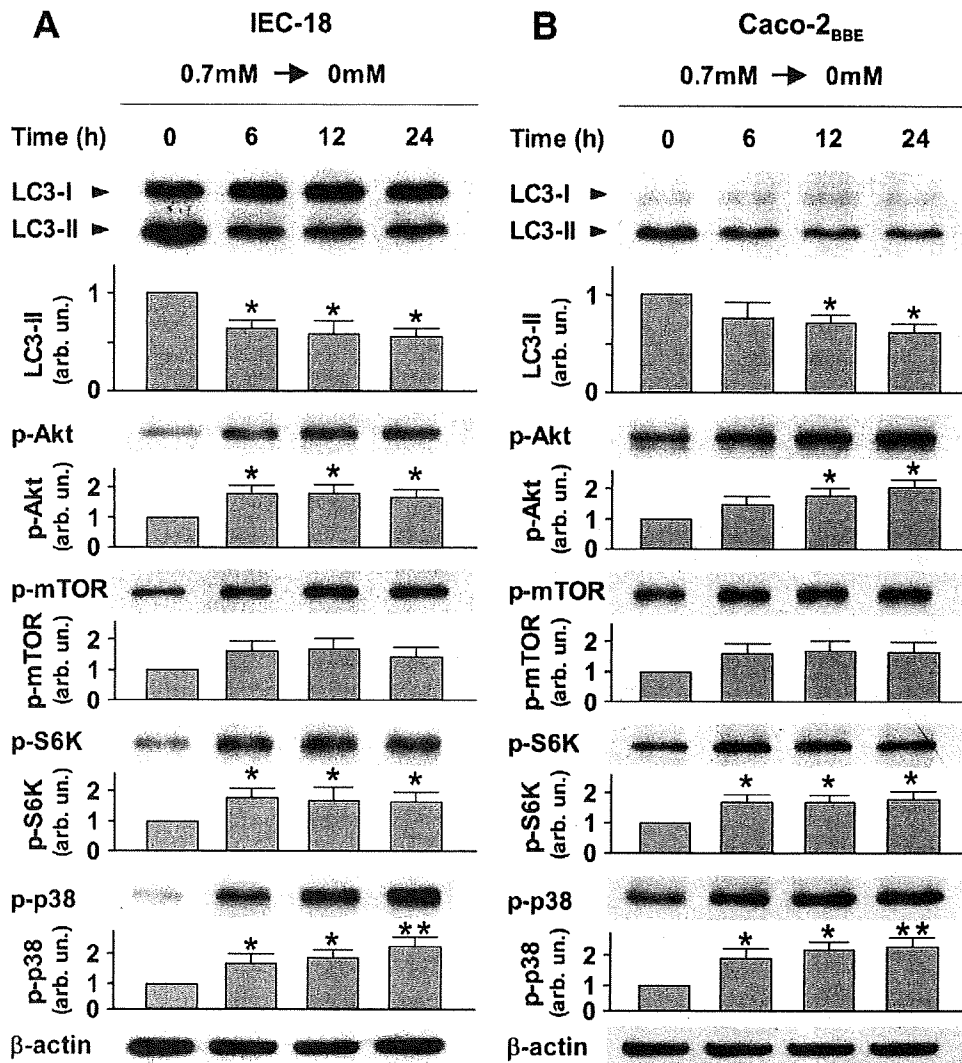 A IEC-18
0.7mM → 0mM
Time (h) 0 6 12 24
LC3-I ►
LC3-II ►
LC3-II
(arb. un.)
1
0
* * *
p-Akt
p-Akt
(arb. un.)
2
1
0
* * *
p-mTOR
p-mTOR
(arb. un.)
2
1
0
p-S6K
p-S6K
(arb. un.)
2
1
0
* * *
p-p38
p-p38
(arb. un.)
2
1
0
* * **
β-actin
B Caco-2BBE
0.7mM → 0mM
Time (h) 0 6 12 24
LC3-I ►
LC3-II ►
LC3-II
(arb. un.)
1
0
* *
p-Akt
p-Akt
(arb. un.)
2
1
0
* *
p-mTOR
p-mTOR
(arb. un.)
2
1
0
p-S6K
p-S6K
(arb. un.)
2
1
0
* * *
p-p38
p-p38
(arb. un.)
2
1
0
* * **
β-actin